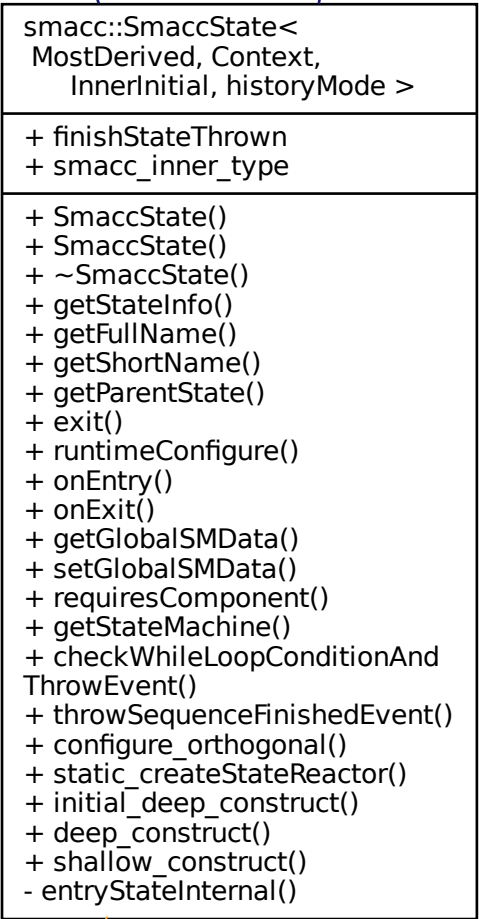 smacc::SmaccState<
MostDerived, Context,
InnerInitial, historyMode >
+ finishStateThrown
+ smacc_inner_type
+ SmaccState()
+ SmaccState()
+ ~SmaccState()
+ getStateInfo()
+ getFullName()
+ getShortName()
+ getParentState()
+ exit()
+ runtimeConfigure()
+ onEntry()
+ onExit()
+ getGlobalSMData()
+ setGlobalSMData()
+ requiresComponent()
+ getStateMachine()
+ checkWhileLoopConditionAnd
ThrowEvent()
+ throwSequenceFinishedEvent()
+ configure_orthogonal()
+ static_createStateReactor()
+ initial_deep_construct()
+ deep_construct()
+ shallow_construct()
- entryStateInternal()